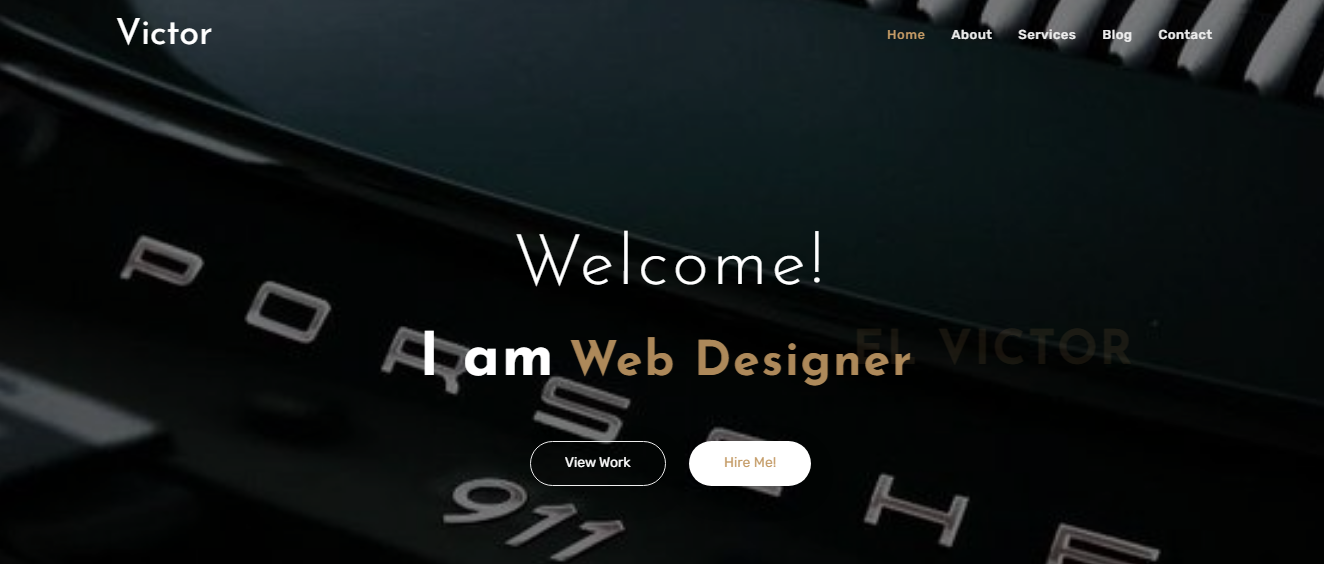 Victor
Home About Services Blog Contact
Welcome!
EL VICTOR
I am Web Designer
PORSCHE
View Work Hire Me!
911